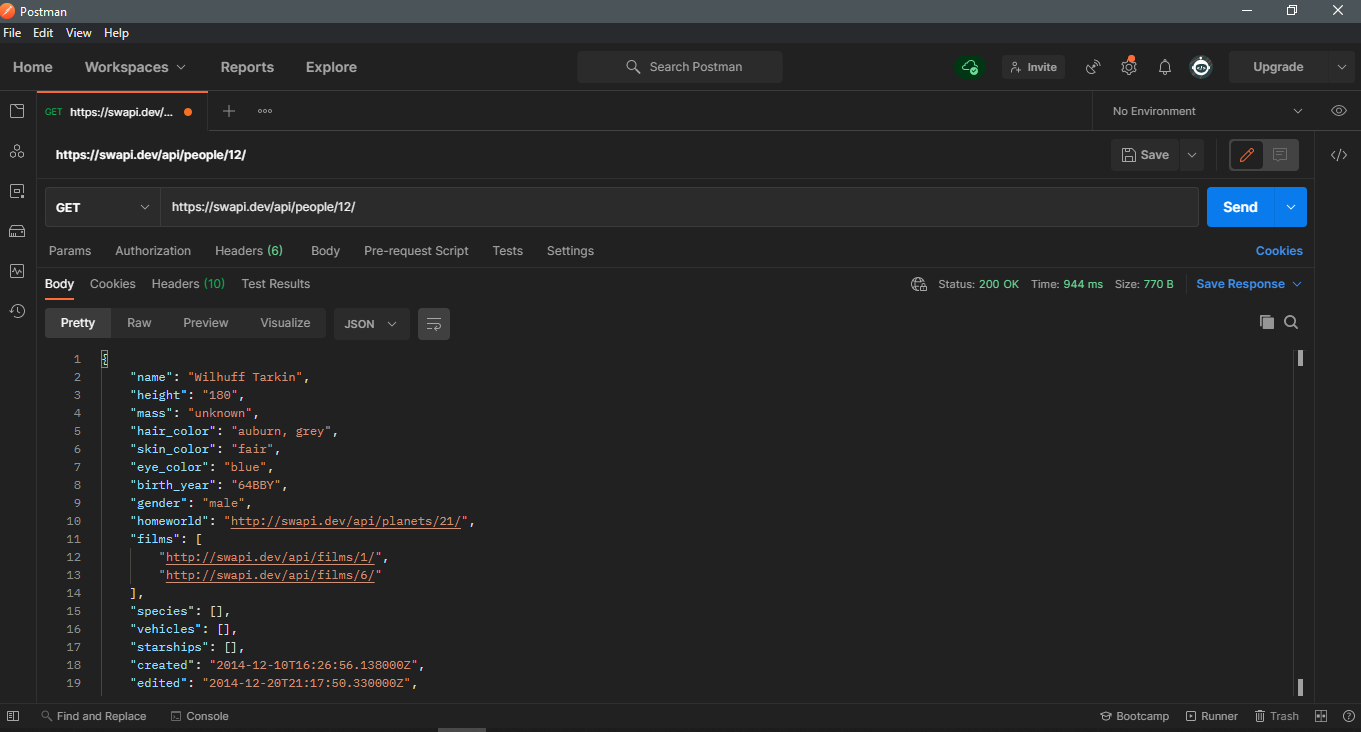 Postman
File Edit View Help
Home Workspaces Reports Explore Search Postman Invite Upgrade
GET https://swapi.dev/... No Environment
https://swapi.dev/api/people/12/ Save
GET https://swapi.dev/api/people/12/ Send
Params Authorization Headers (6) Body Pre-request Script Tests Settings Cookies
Body Cookies Headers (10) Test Results Status: 200 OK Time: 944 ms Size: 770 B Save Response
Pretty Raw Preview Visualize JSON
1 {
2 "name": "Wilhuff Tarkin",
3 "height": "180",
4 "mass": "unknown",
5 "hair_color": "auburn, grey",
6 "skin_color": "fair",
7 "eye_color": "blue",
8 "birth_year": "64BBY",
9 "gender": "male",
10 "homeworld": "http://swapi.dev/api/planets/21/",
11 "films": [
12 "http://swapi.dev/api/films/1/",
13 "http://swapi.dev/api/films/6/"
14 ],
15 "species": [],
16 "vehicles": [],
17 "starships": [],
18 "created": "2014-12-10T16:26:56.138000Z",
19 "edited": "2014-12-20T21:17:50.330000Z",
Find and Replace Console Bootcamp Runner Trash